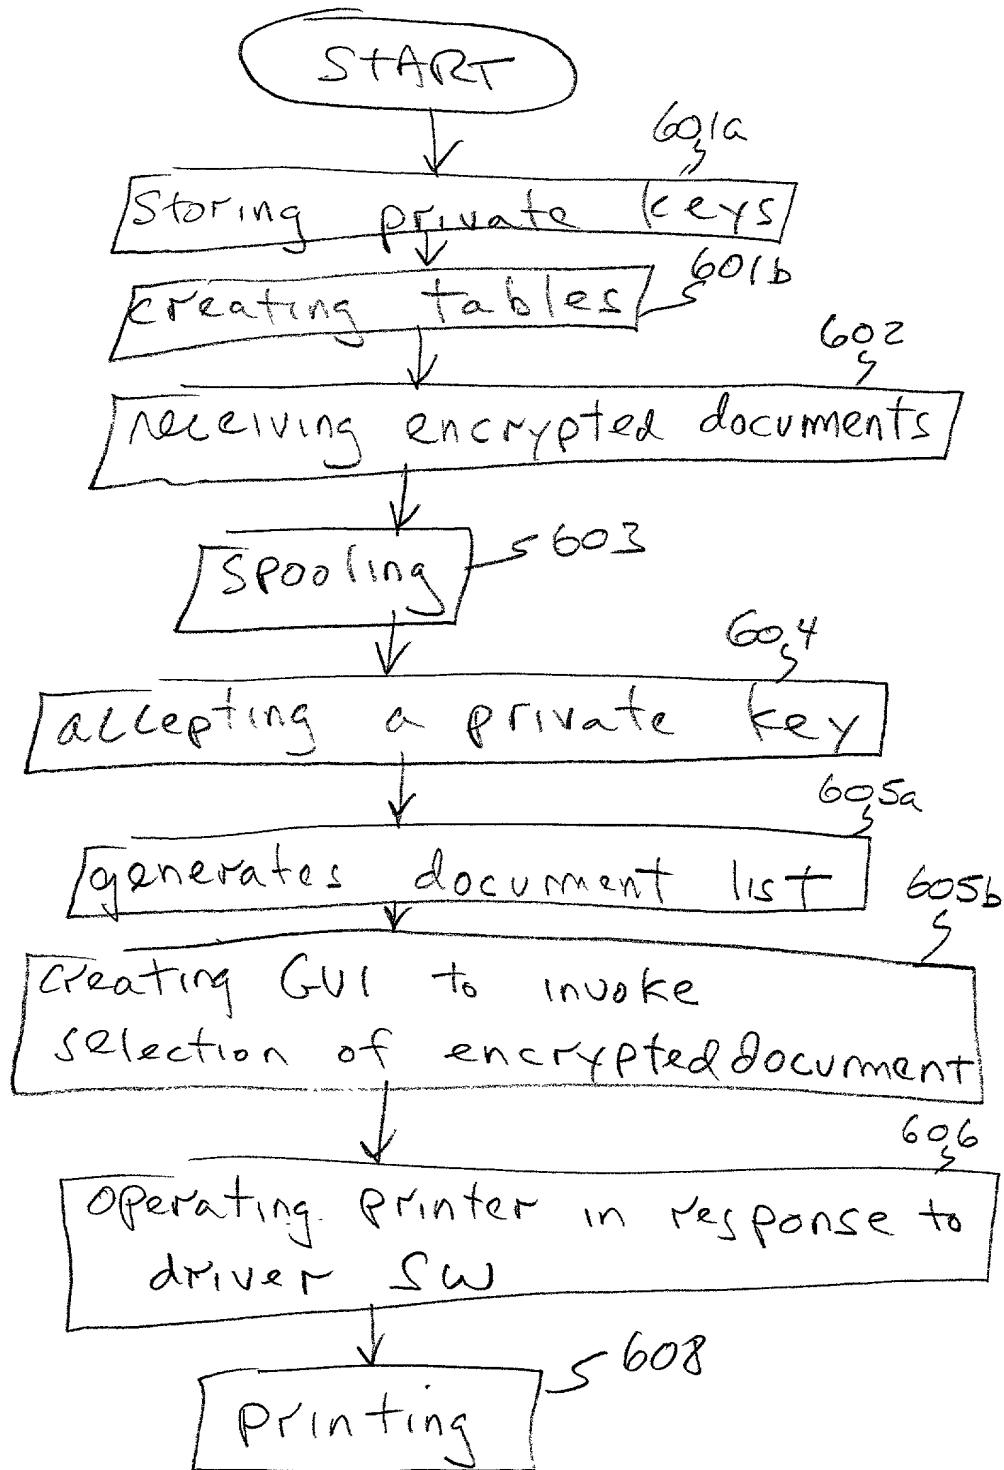 START
601a
Storing private keys
601b
creating tables
602
receiving encrypted documents
603
Spooling
604
accepting a private key
605a
generates document list
605b
creating GUI to invoke
selection of encrypted document
606
operating printer in response to
driver SW
608
printing